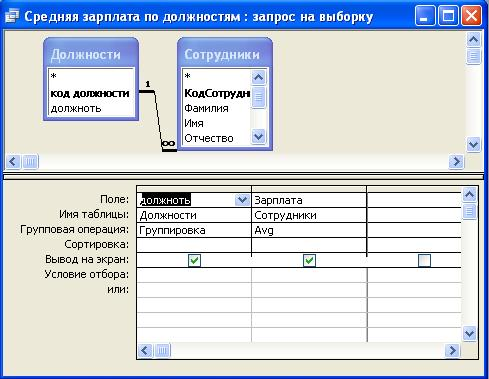 Средняя зарплата по должностям : запрос на выборку
Должности
*
код должности
должноть
1
∞
Сотрудники
*
КодСотрудн
Фамилия
Имя
Отчество
Поле: должноть Зарплата
Имя таблицы: Должности Сотрудники
Групповая операция: Группировка Avg
Сортировка:
Вывод на экран:
Условие отбора:
или: